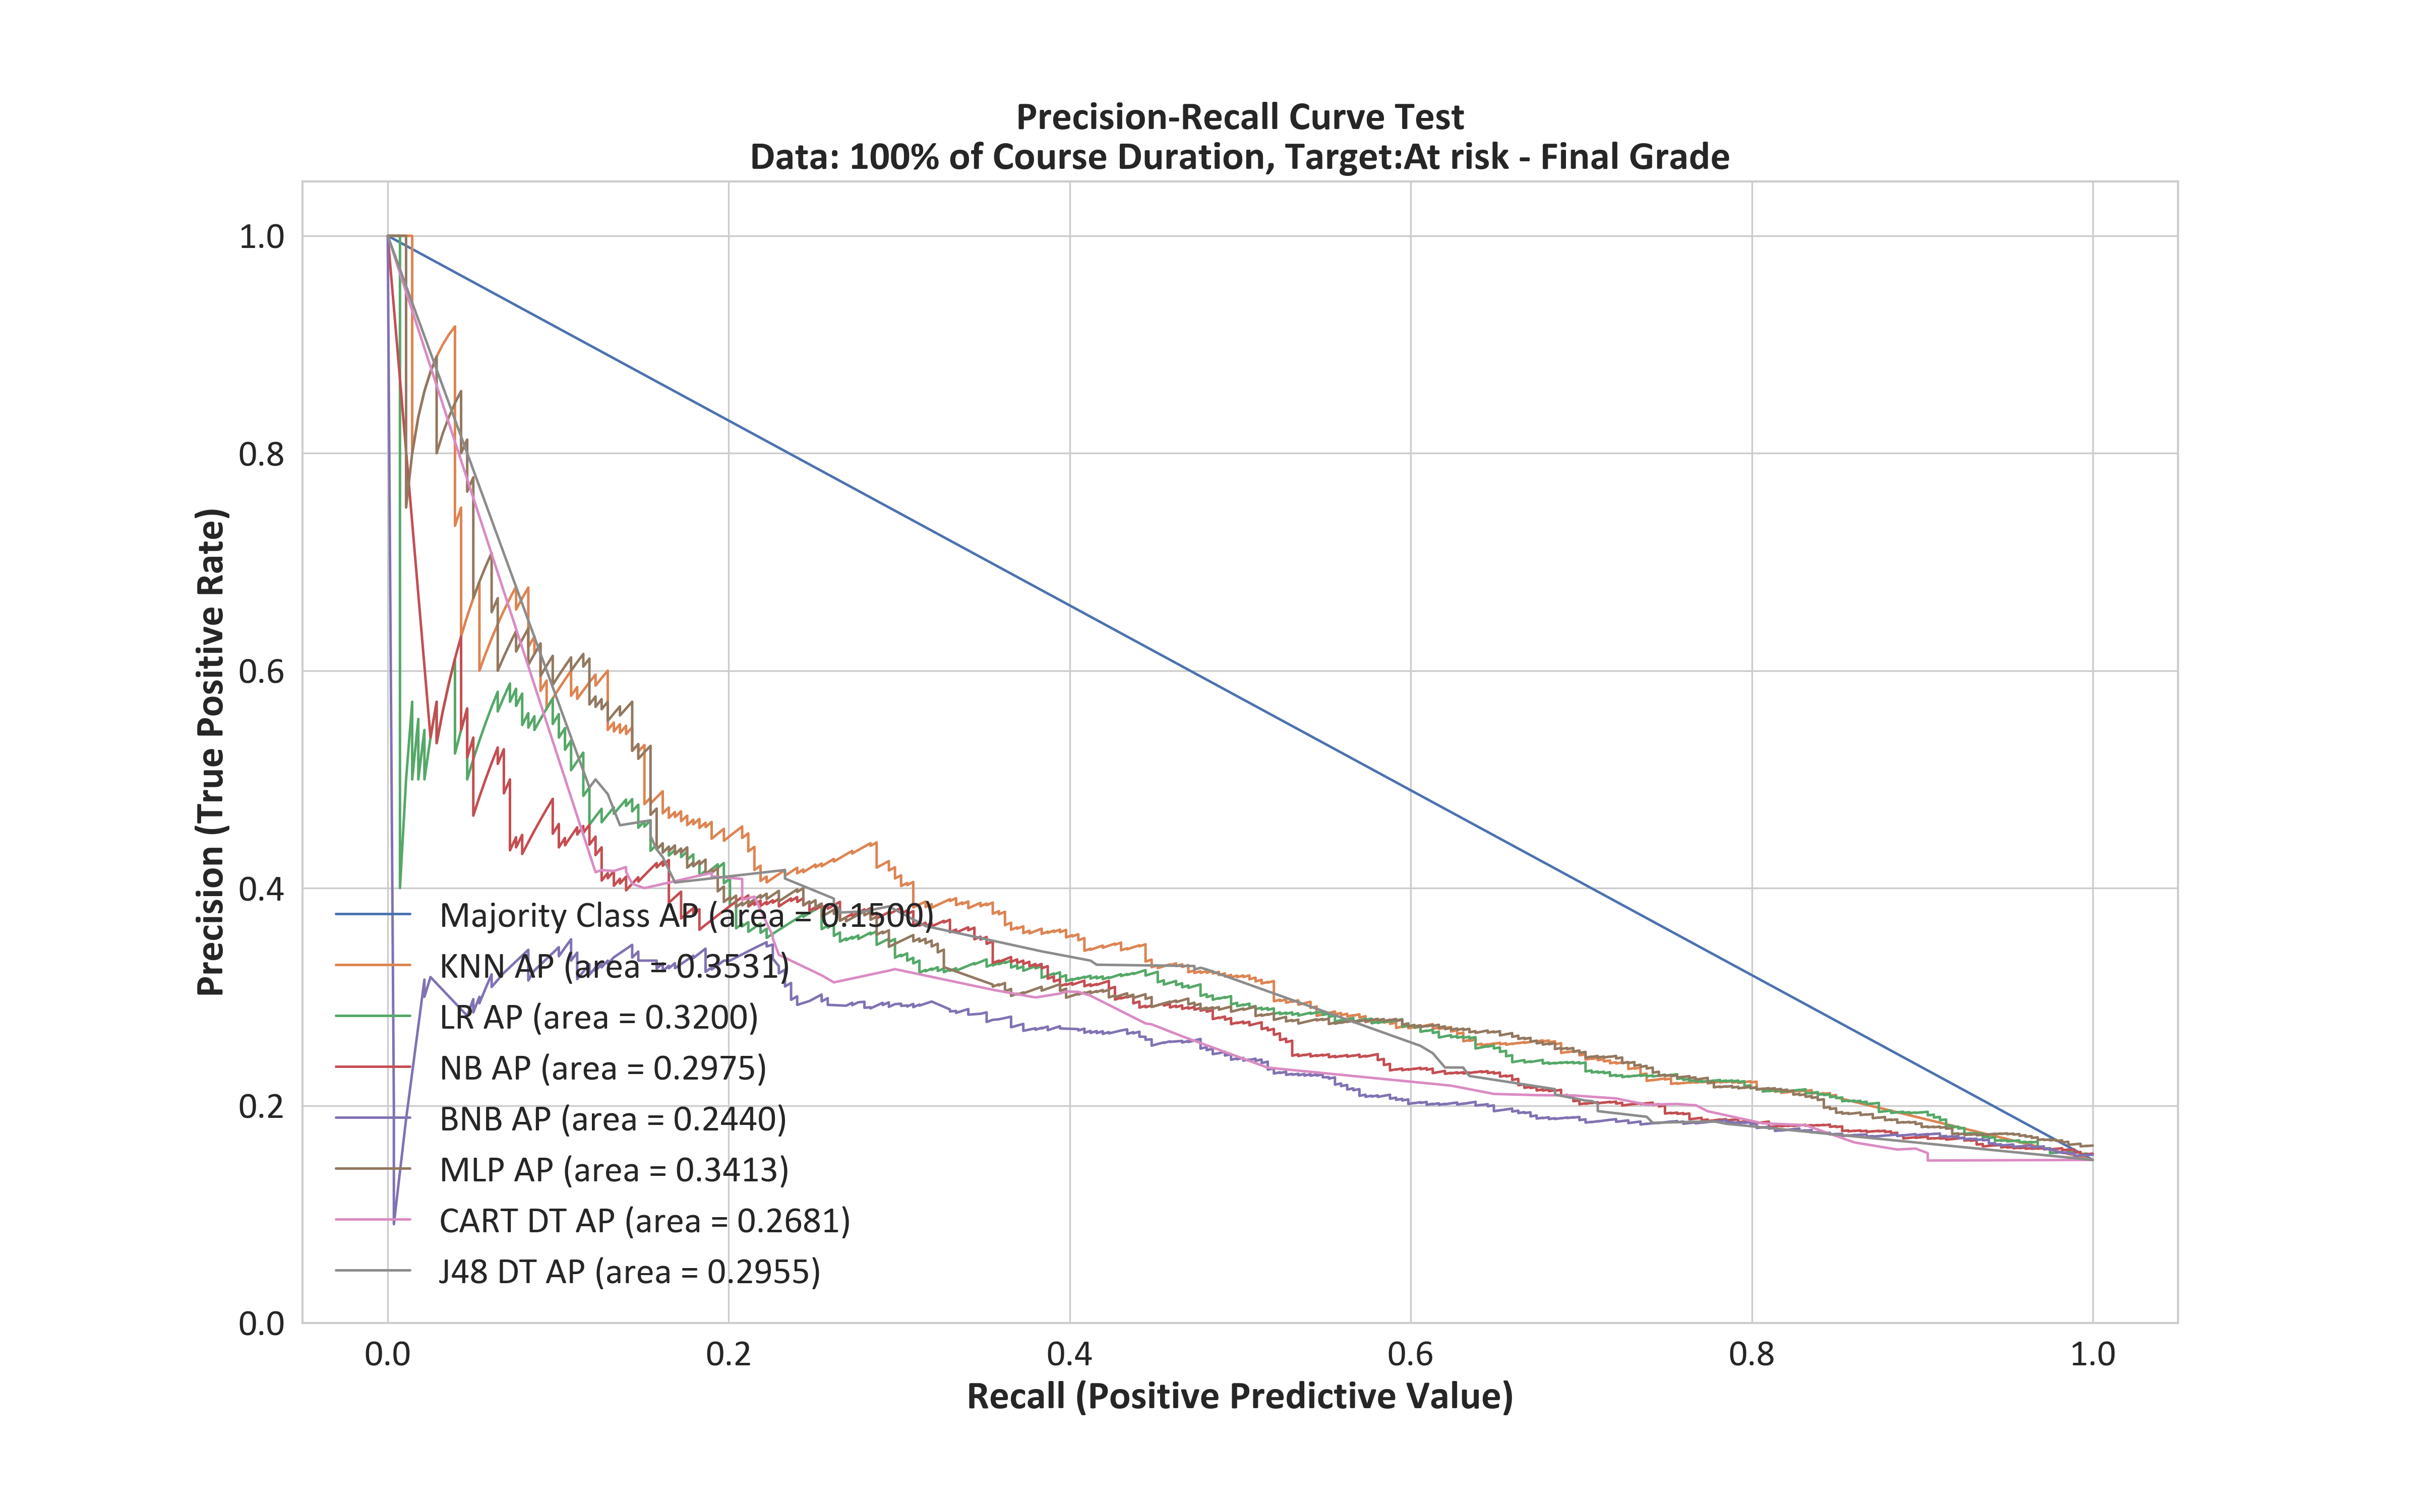 Precision-Recall Curve Test
Data: 100% of Course Duration, Target:At risk - Final Grade
Precision (True Positive Rate)
1.0
0.8
0.6
0.4
0.2
0.0
Majority Class AP (area = 0.1500)
KNN AP (area = 0.3531)
LR AP (area = 0.3200)
NB AP (area = 0.2975)
BNB AP (area = 0.2440)
MLP AP (area = 0.3413)
CART DT AP (area = 0.2681)
J48 DT AP (area = 0.2955)
0.0 0.2 0.4 0.6 0.8 1.0
Recall (Positive Predictive Value)